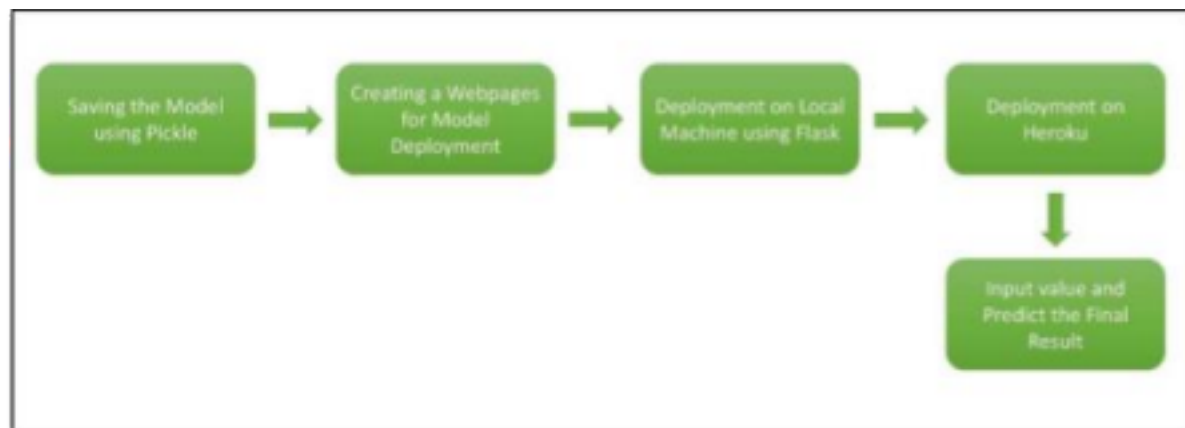 Saving the Model
using Pickle
Creating a Webpages
for Model
Deployment
Deployment on Local
Machine using Flask
Deployment on
Heroku
Input value and
Predict the Final
Result